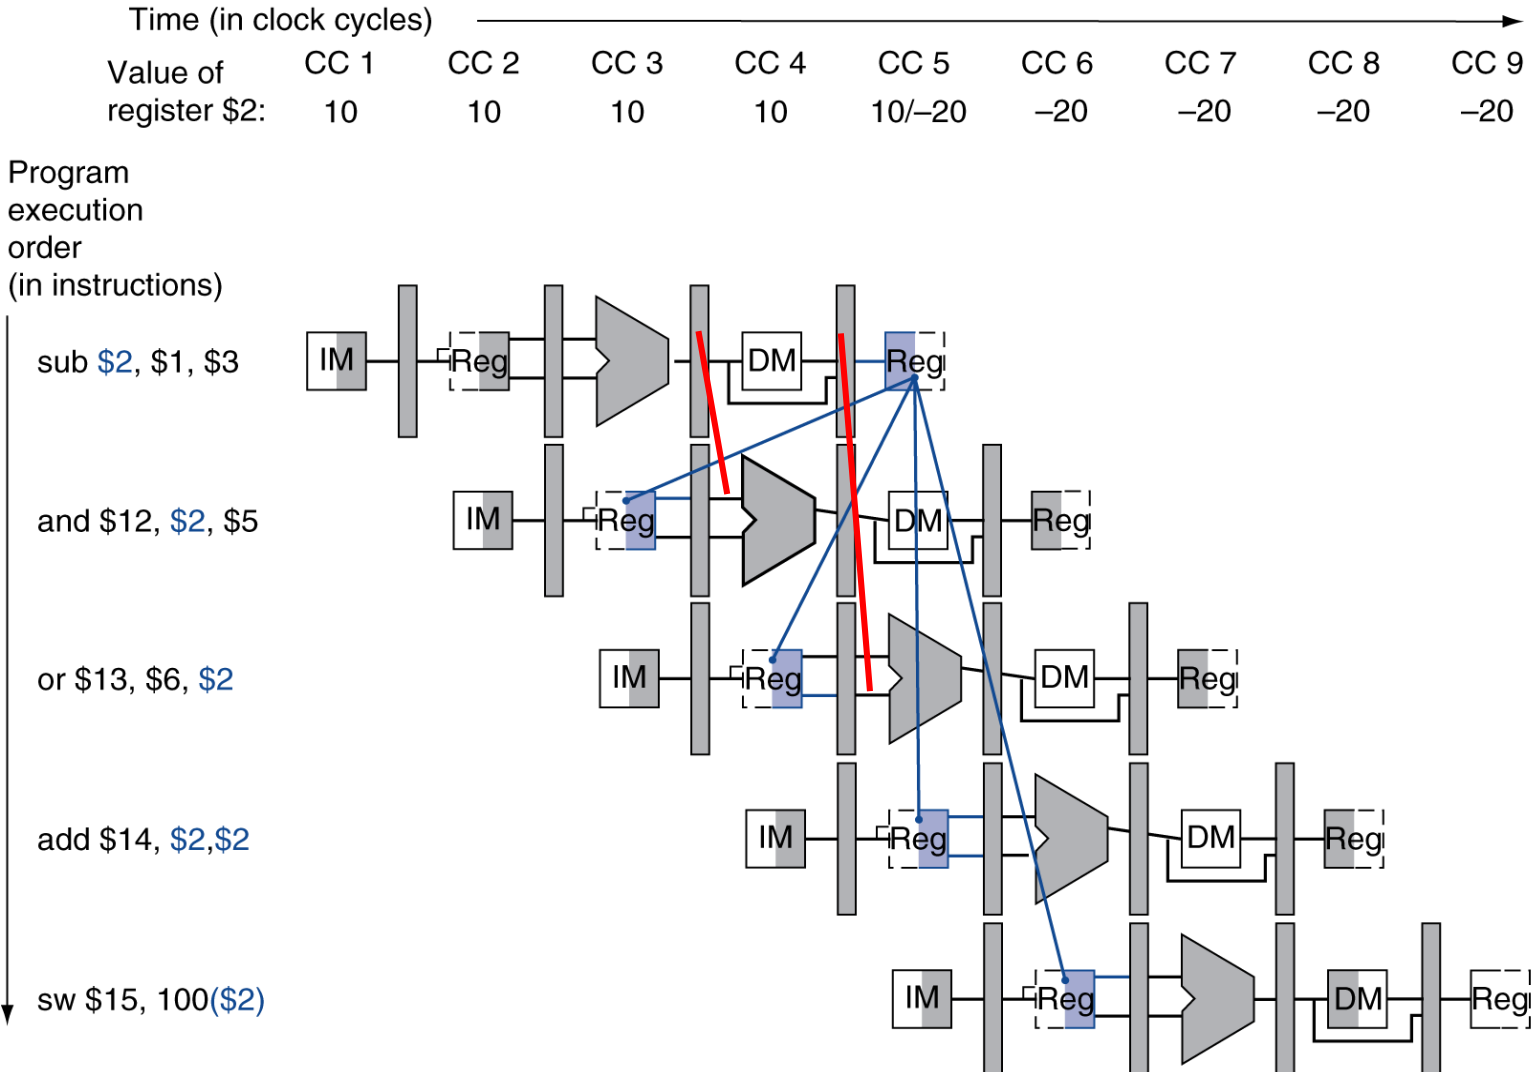 Time (in clock cycles)
Value of register $2:
CC 1 CC 2 CC 3 CC 4 CC 5 CC 6 CC 7 CC 8 CC 9
10 10 10 10 10/–20 –20 –20 –20 –20
Program
execution
order
(in instructions)
sub $2, $1, $3
IM Reg DM Reg
and $12, $2, $5
IM Reg DM Reg
or $13, $6, $2
IM Reg DM Reg
add $14, $2,$2
IM Reg DM Reg
sw $15, 100($2)
IM Reg DM Reg